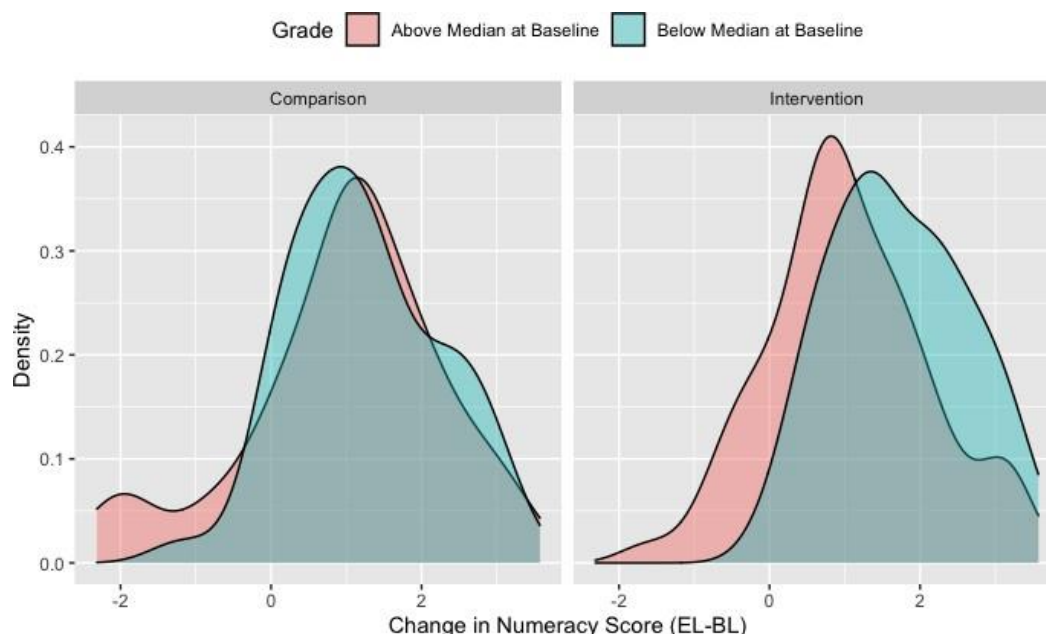 Grade Above Median at Baseline Below Median at Baseline
Comparison Intervention
0.4
0.3
0.2
0.1
0.0
Density
-2 0 2 -2 0 2
Change in Numeracy Score (EL-BL)